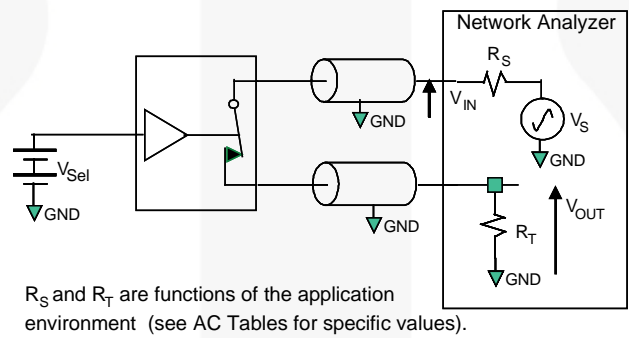 Network Analyzer
R_S
V_IN
V_S
GND
GND
V_Sel
GND
GND
R_T
V_OUT
GND
R_S and R_T are functions of the application
environment (see AC Tables for specific values).